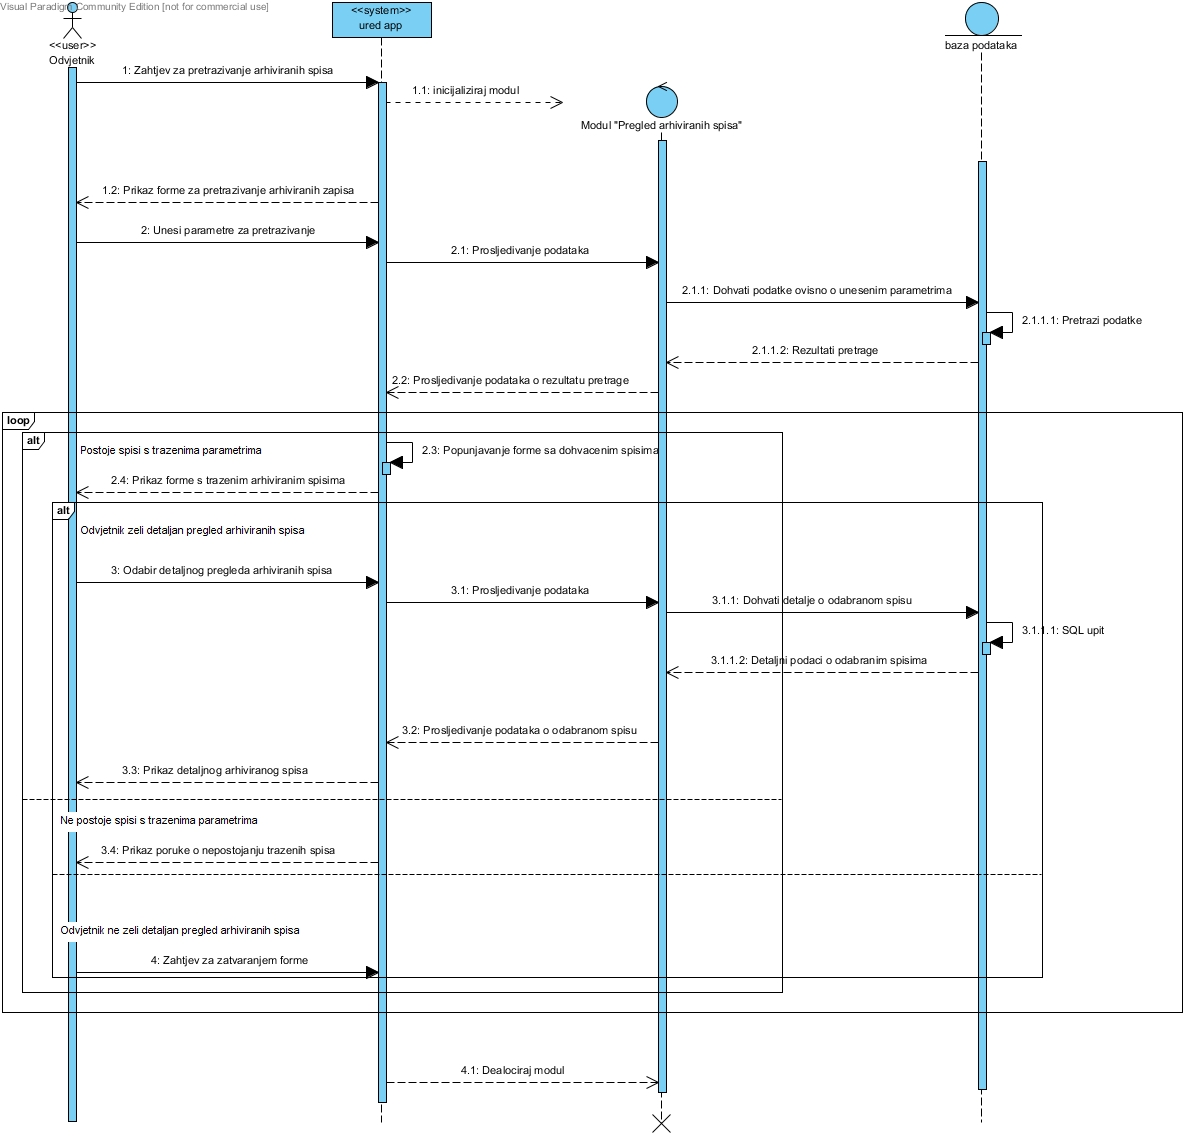 Visual Paradigm Community Edition [not for commercial use]
<<system>>
ured app
<<user>>
Odvjetnik
baza podataka
1: Zahtjev za pretrazivanje arhiviranih spisa
1.1: inicijaliziraj modul
Modul "Pregled arhiviranih spisa"
1.2: Prikaz forme za pretrazivanje arhiviranih zapisa
2: Unesi parametre za pretrazivanje
2.1: Prosljedivanje podataka
2.1.1: Dohvati podatke ovisno o unesenim parametrima
2.1.1.1: Pretrazi podatke
2.1.1.2: Rezultati pretrage
2.2: Prosljedivanje podataka o rezultatu pretrage
loop
alt
Postoje spisi s trazenima parametrima
2.3: Popunjavanje forme sa dohvacenim spisima
2.4: Prikaz forme s trazenim arhiviranim spisima
alt
Odvjetnik zeli detaljan pregled arhiviranih spisa
3: Odabir detaljnog pregleda arhiviranih spisa
3.1: Prosljedivanje podataka
3.1.1: Dohvati detalje o odabranom spisu
3.1.1.1: SQL upit
3.1.1.2: Detaljni podaci o odabranim spisima
3.2: Prosljedivanje podataka o odabranom spisu
3.3: Prikaz detaljnog arhiviranog spisa
Ne postoje spisi s trazenima parametrima
3.4: Prikaz poruke o nepostojanju trazenih spisa
Odvjetnik ne zeli detaljan pregled arhiviranih spisa
4: Zahtjev za zatvaranjem forme
4.1: Dealociraj modul